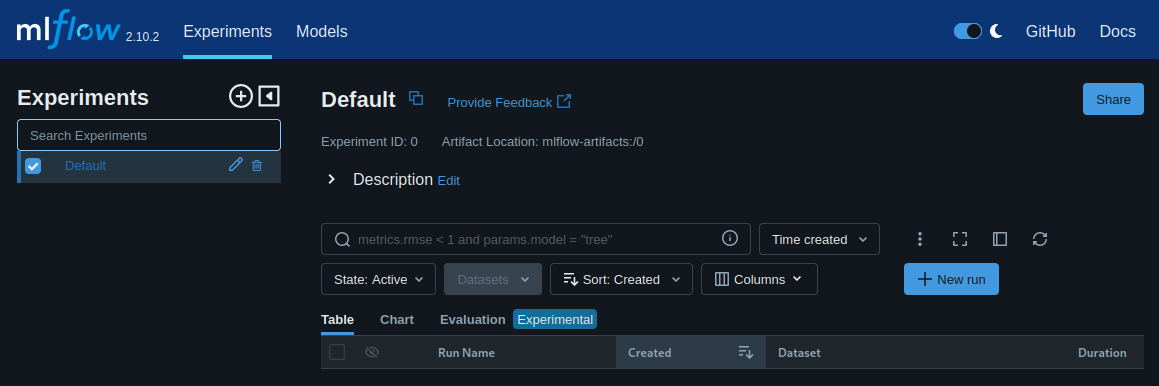 mlflow 2.10.2 Experiments Models GitHub Docs
Experiments
Default Provide Feedback Share
Search Experiments
Experiment ID: 0 Artifact Location: mlflow-artifacts:/0
Default
Description Edit
metrics.rmse < 1 and params.model = "tree" Time created
State: Active Datasets Sort: Created Columns New run
Table Chart Evaluation Experimental
Run Name Created Dataset Duration